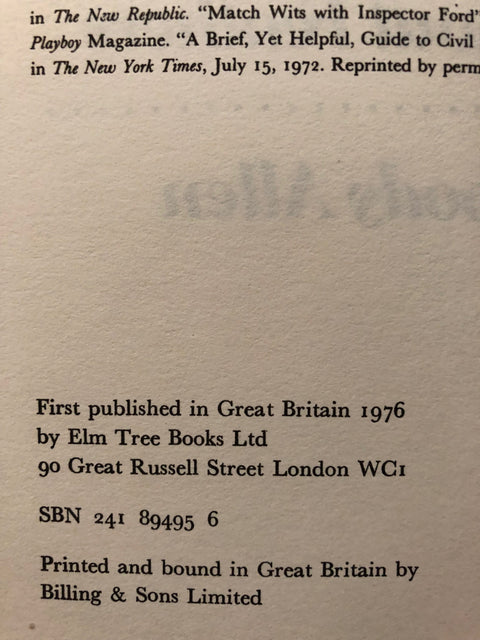 in The New Republic. "Match Wits with Inspector Ford"
Playboy Magazine. "A Brief, Yet Helpful, Guide to Civil
in The New York Times, July 15, 1972. Reprinted by perm
ody Allen
First published in Great Britain 1976
by Elm Tree Books Ltd
90 Great Russell Street London WC1
SBN 241 89495 6
Printed and bound in Great Britain by
Billing & Sons Limited